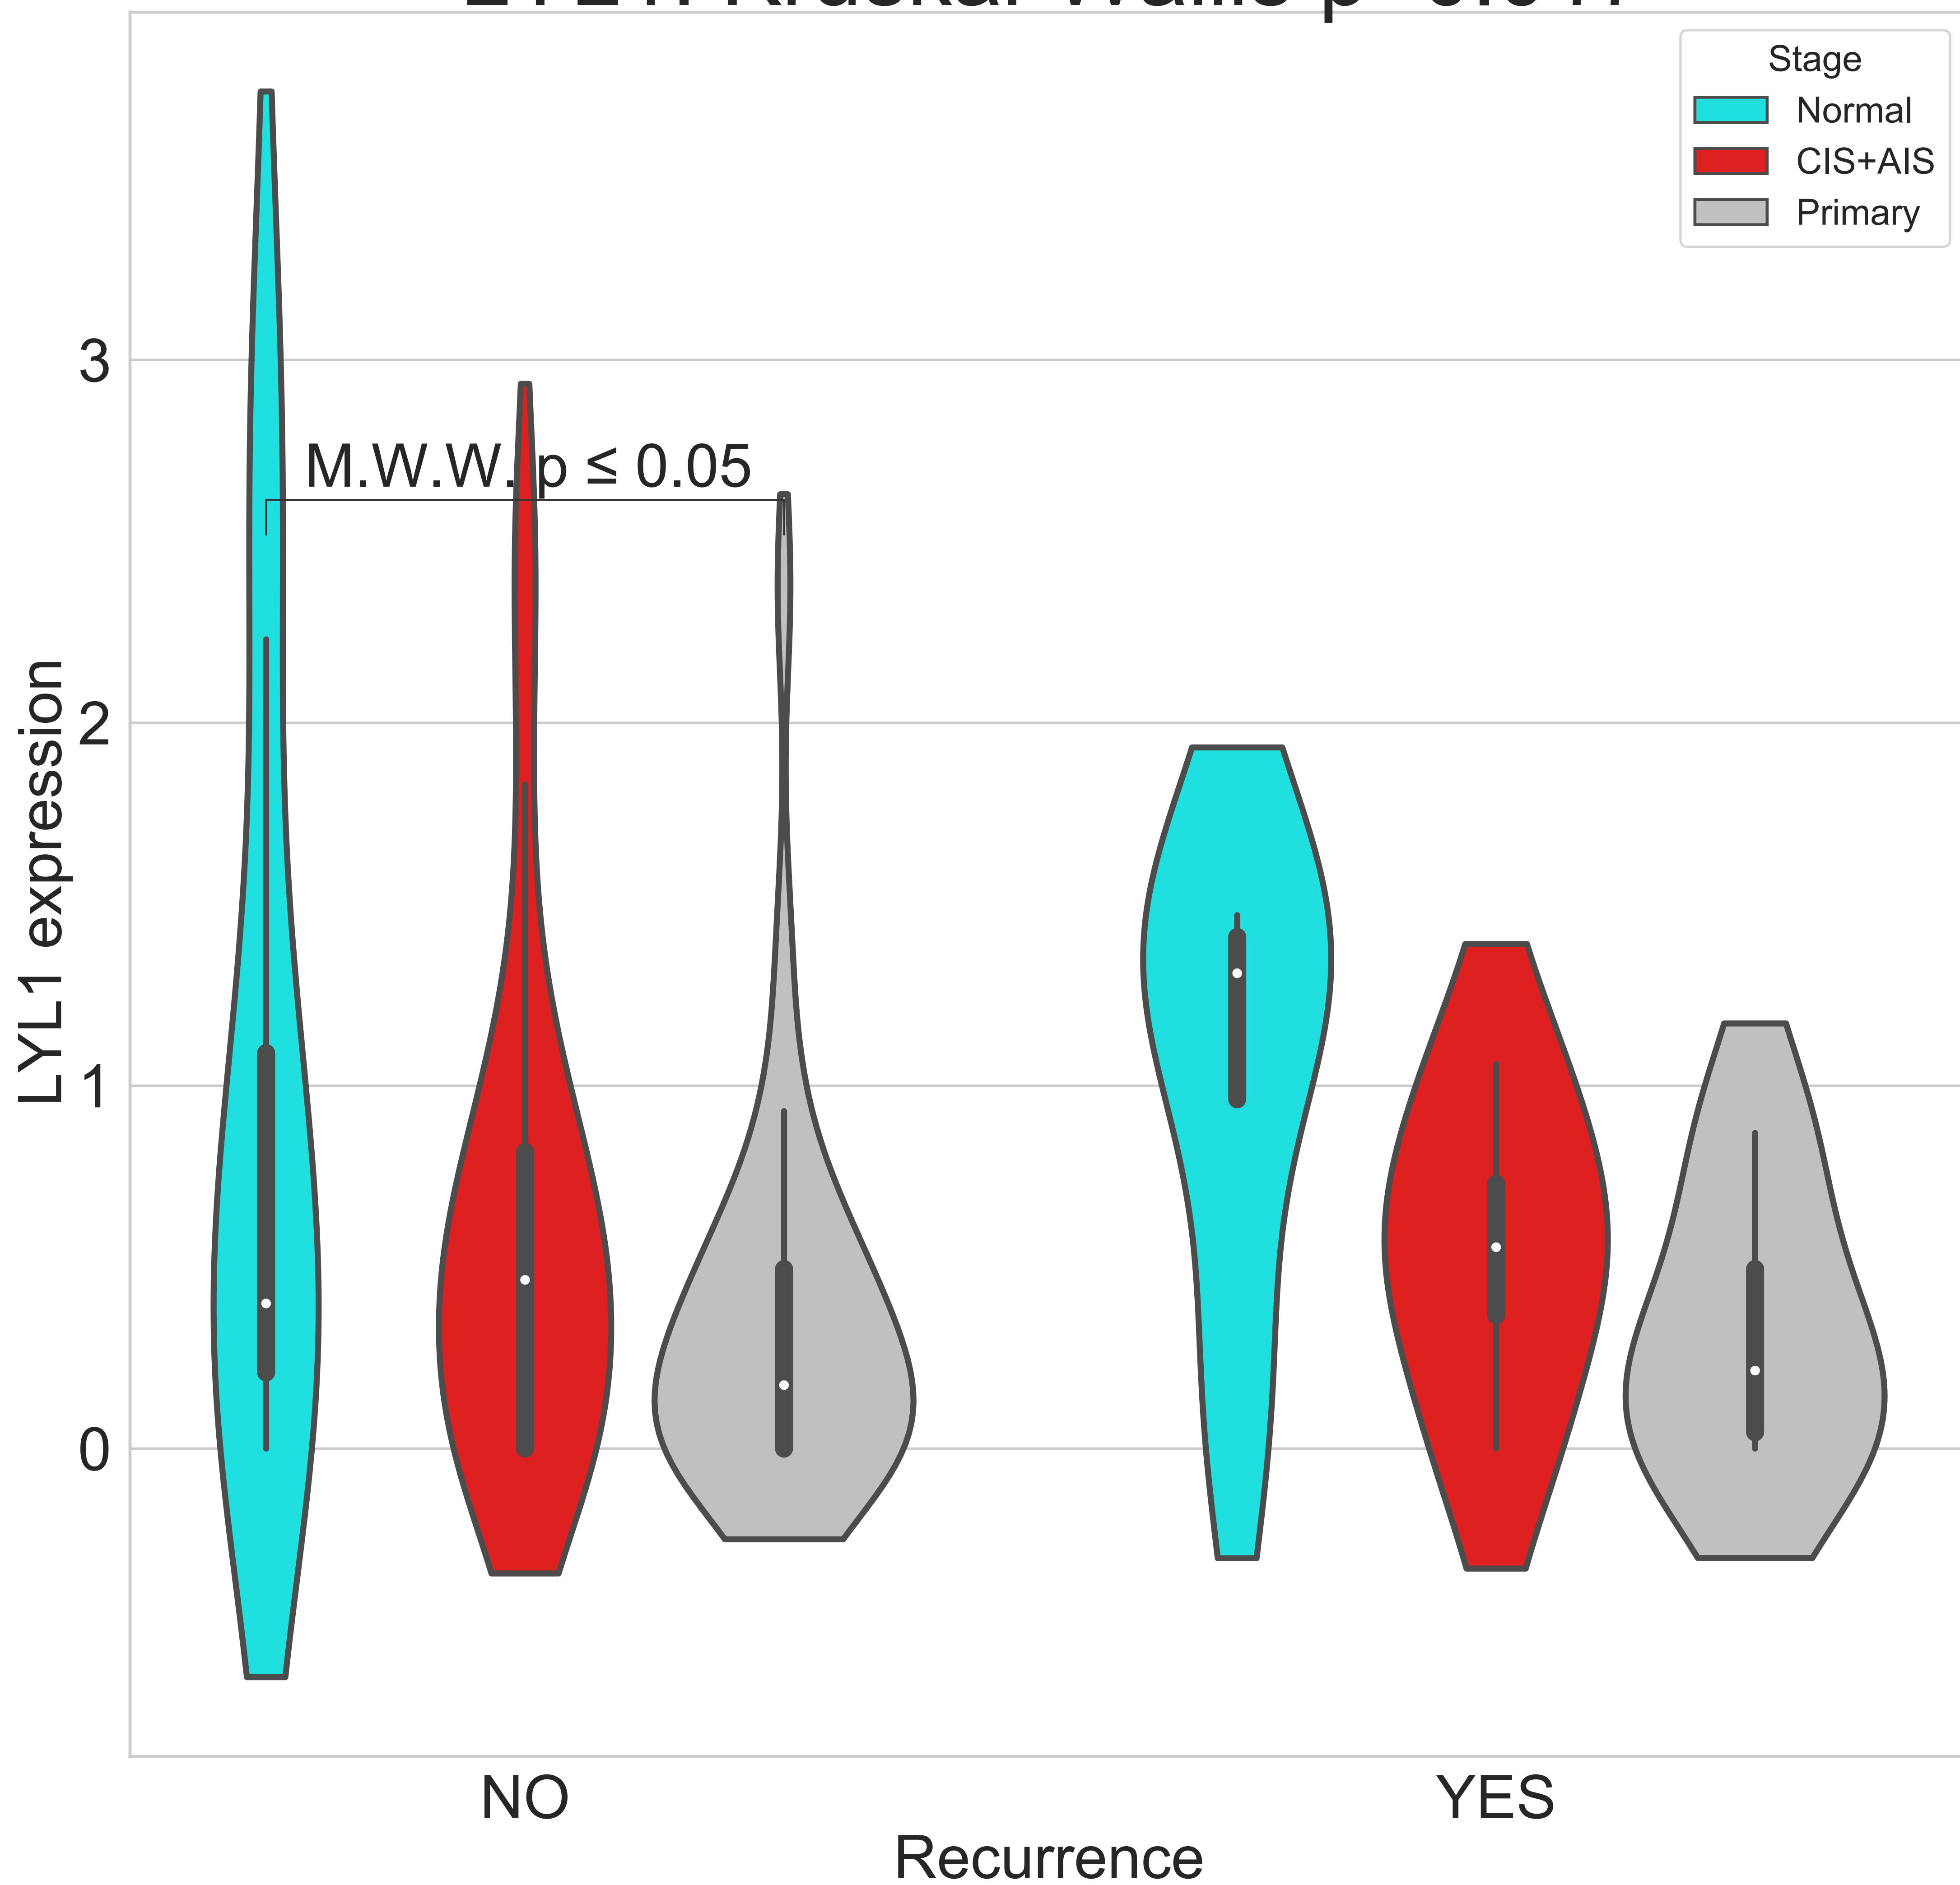 Stage
Normal
CIS+AIS
Primary
3
M.W.W. p ≤ 0.05
2
LYL1 expression
1
0
NO
YES
Recurrence